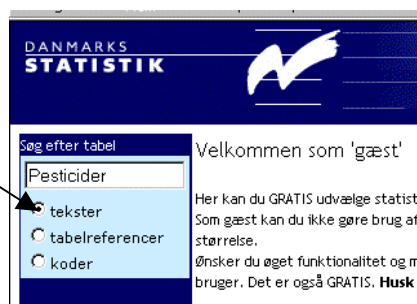 DANMARKS
STATISTIK
Søg efter tabel
Pesticider
tekster
tabelreferencer
koder
Velkommen som 'gæst'
Her kan du GRATIS udvælge statist
Som gæst kan du ikke gøre brug af
størrelse.
Ønsker du øget funktionalitet og m
bruger. Det er også GRATIS. Husk